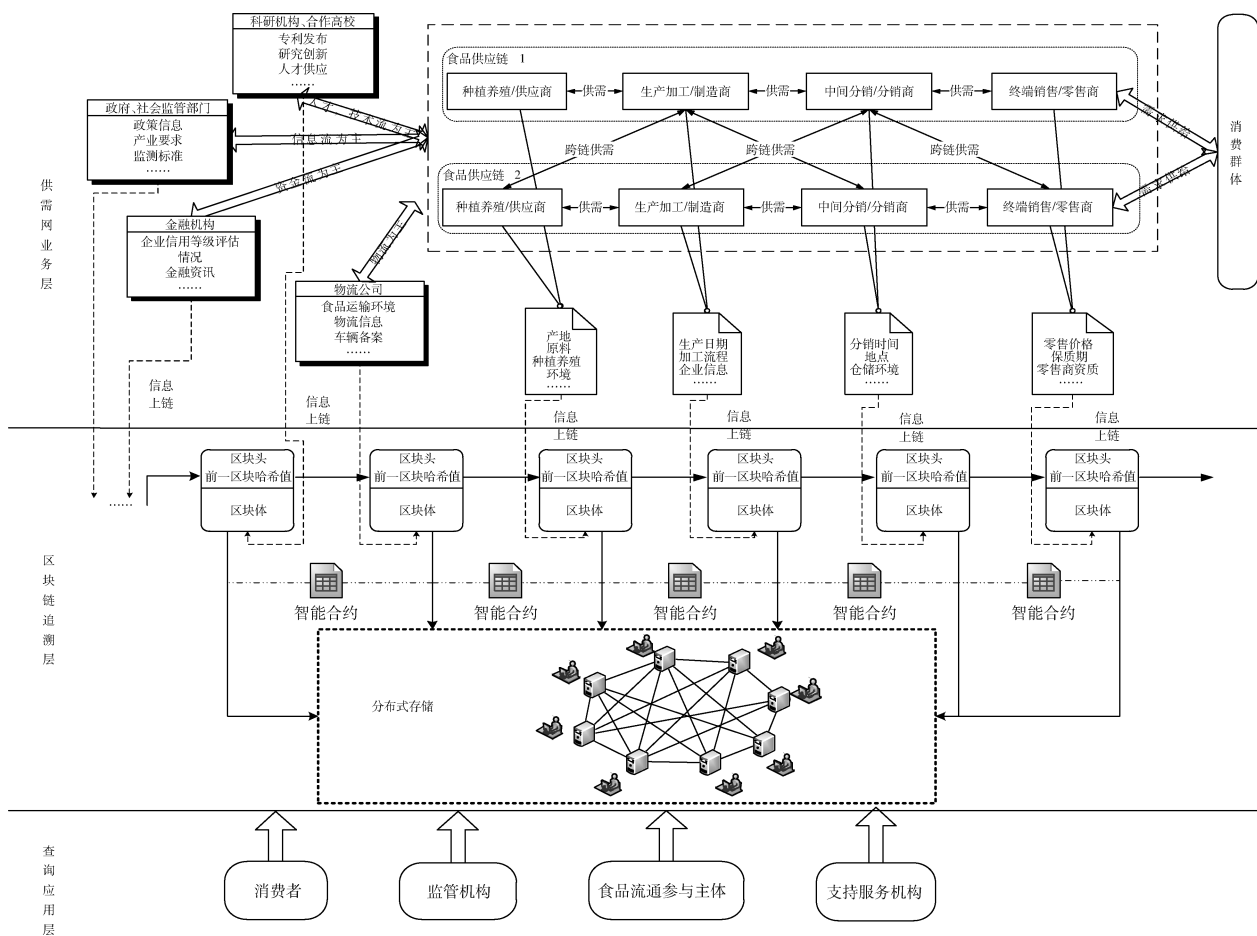 科研机构、合作高校
专利发布
研究创新
人才供应
……
政府、社会监管部门
政策信息
产业要求
监测标准
……
金融机构
企业信用等级评估
情况
金融资讯
……
物流公司
食品运输环境
物流信息
车辆备案
……
人才、技术流为主
信息流为主
资金流为主
物流为主
食品供应链 1
种植养殖/供应商
供需
生产加工/制造商
供需
中间分销/分销商
供需
终端销售/零售商
跨链供需
跨链供需
跨链供需
食品供应链 2
种植养殖/供应商
供需
生产加工/制造商
供需
中间分销/分销商
供需
终端销售/零售商
消费群体
供需网业务层
产地
原料
种植养殖
环境
……
生产日期
加工流程
企业信息
……
分销时间
地点
仓储环境
……
零售价格
保质期
零售商资质
……
信息
上链
信息
上链
信息
上链
信息
上链
信息
上链
信息
上链
……
区块头
前一区块哈希值
区块体
区块头
前一区块哈希值
区块体
区块头
前一区块哈希值
区块体
区块头
前一区块哈希值
区块体
区块头
前一区块哈希值
区块体
区块头
前一区块哈希值
区块体
区块链追溯层
智能合约
智能合约
智能合约
智能合约
智能合约
分布式存储
查询应用层
消费者
监管机构
食品流通参与主体
支持服务机构